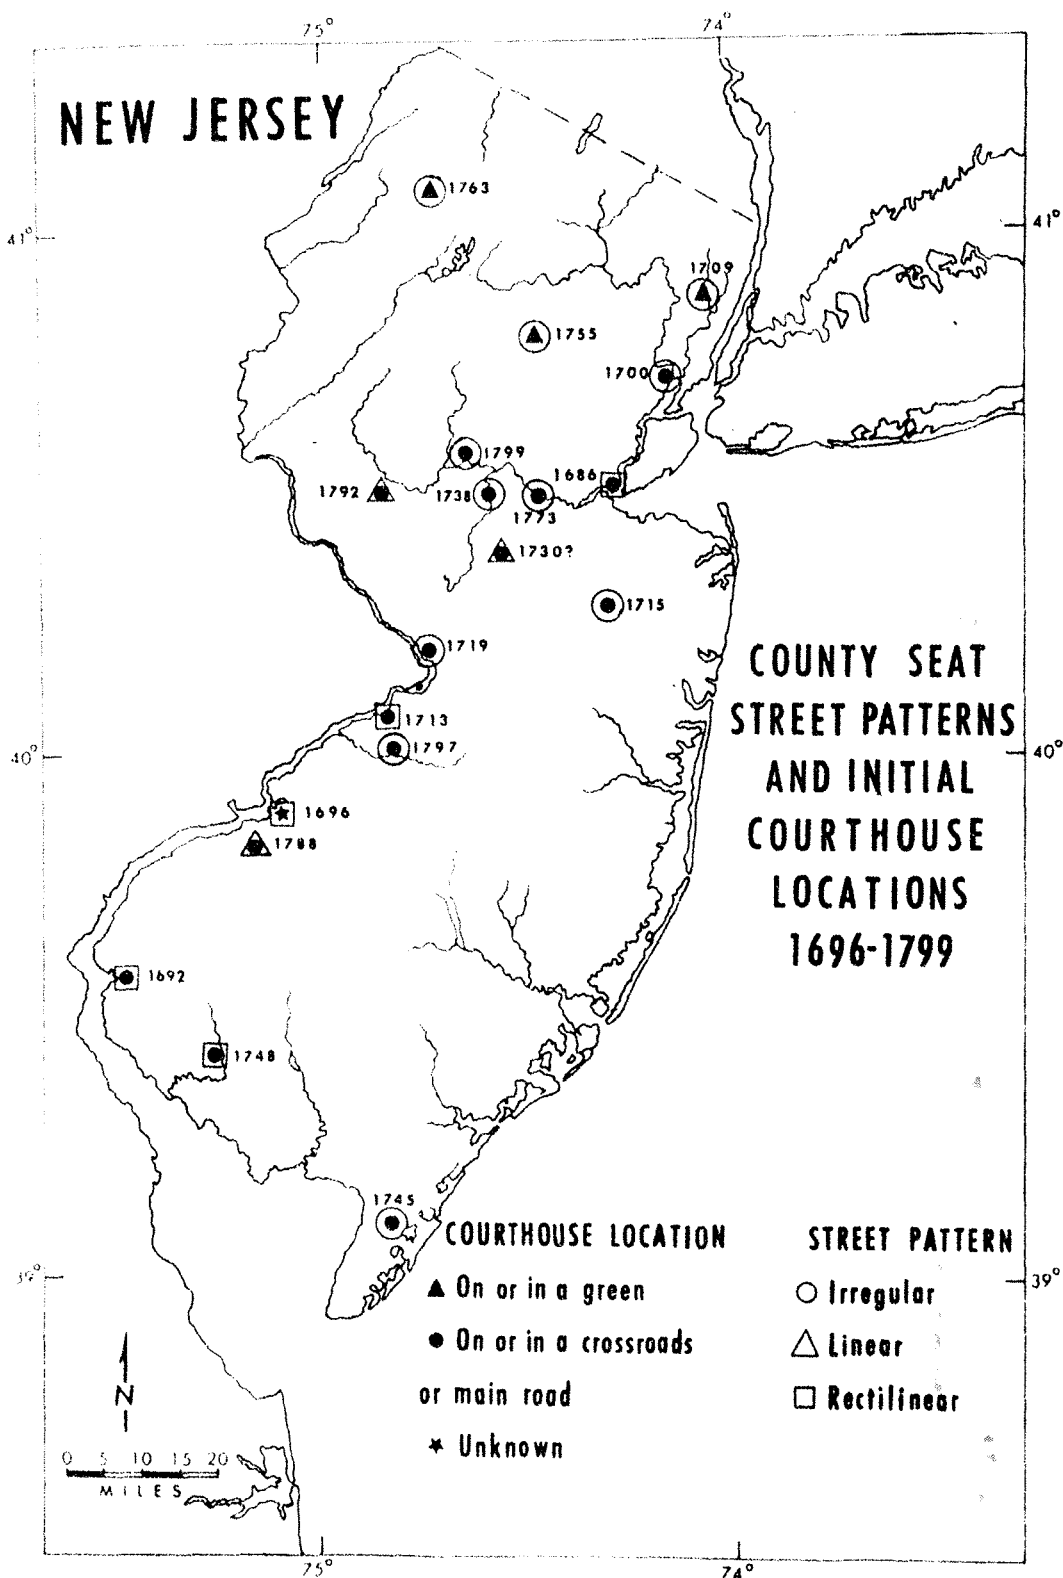 75°
74°
NEW JERSEY
1763
41°
41°
1709
1755
1700
1799
1686
1792
1738
1773
1730?
1715
1719
COUNTY SEAT
STREET PATTERNS
AND INITIAL
COURTHOUSE
LOCATIONS
1696-1799
1713
1797
40°
40°
1696
1788
1692
1748
1745
COURTHOUSE LOCATION
On or in a green
On or in a crossroads
or main road
Unknown
STREET PATTERN
Irregular
Linear
Rectilinear
39°
39°
N
0 5 10 15 20
MILES
75°
74°